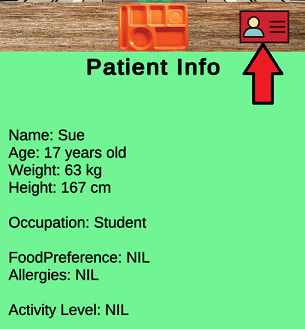 Patient Info
Name: Sue
Age: 17 years old
Weight: 63 kg
Height: 167 cm
Occupation: Student
FoodPreference: NIL
Allergies: NIL
Activity Level: NIL